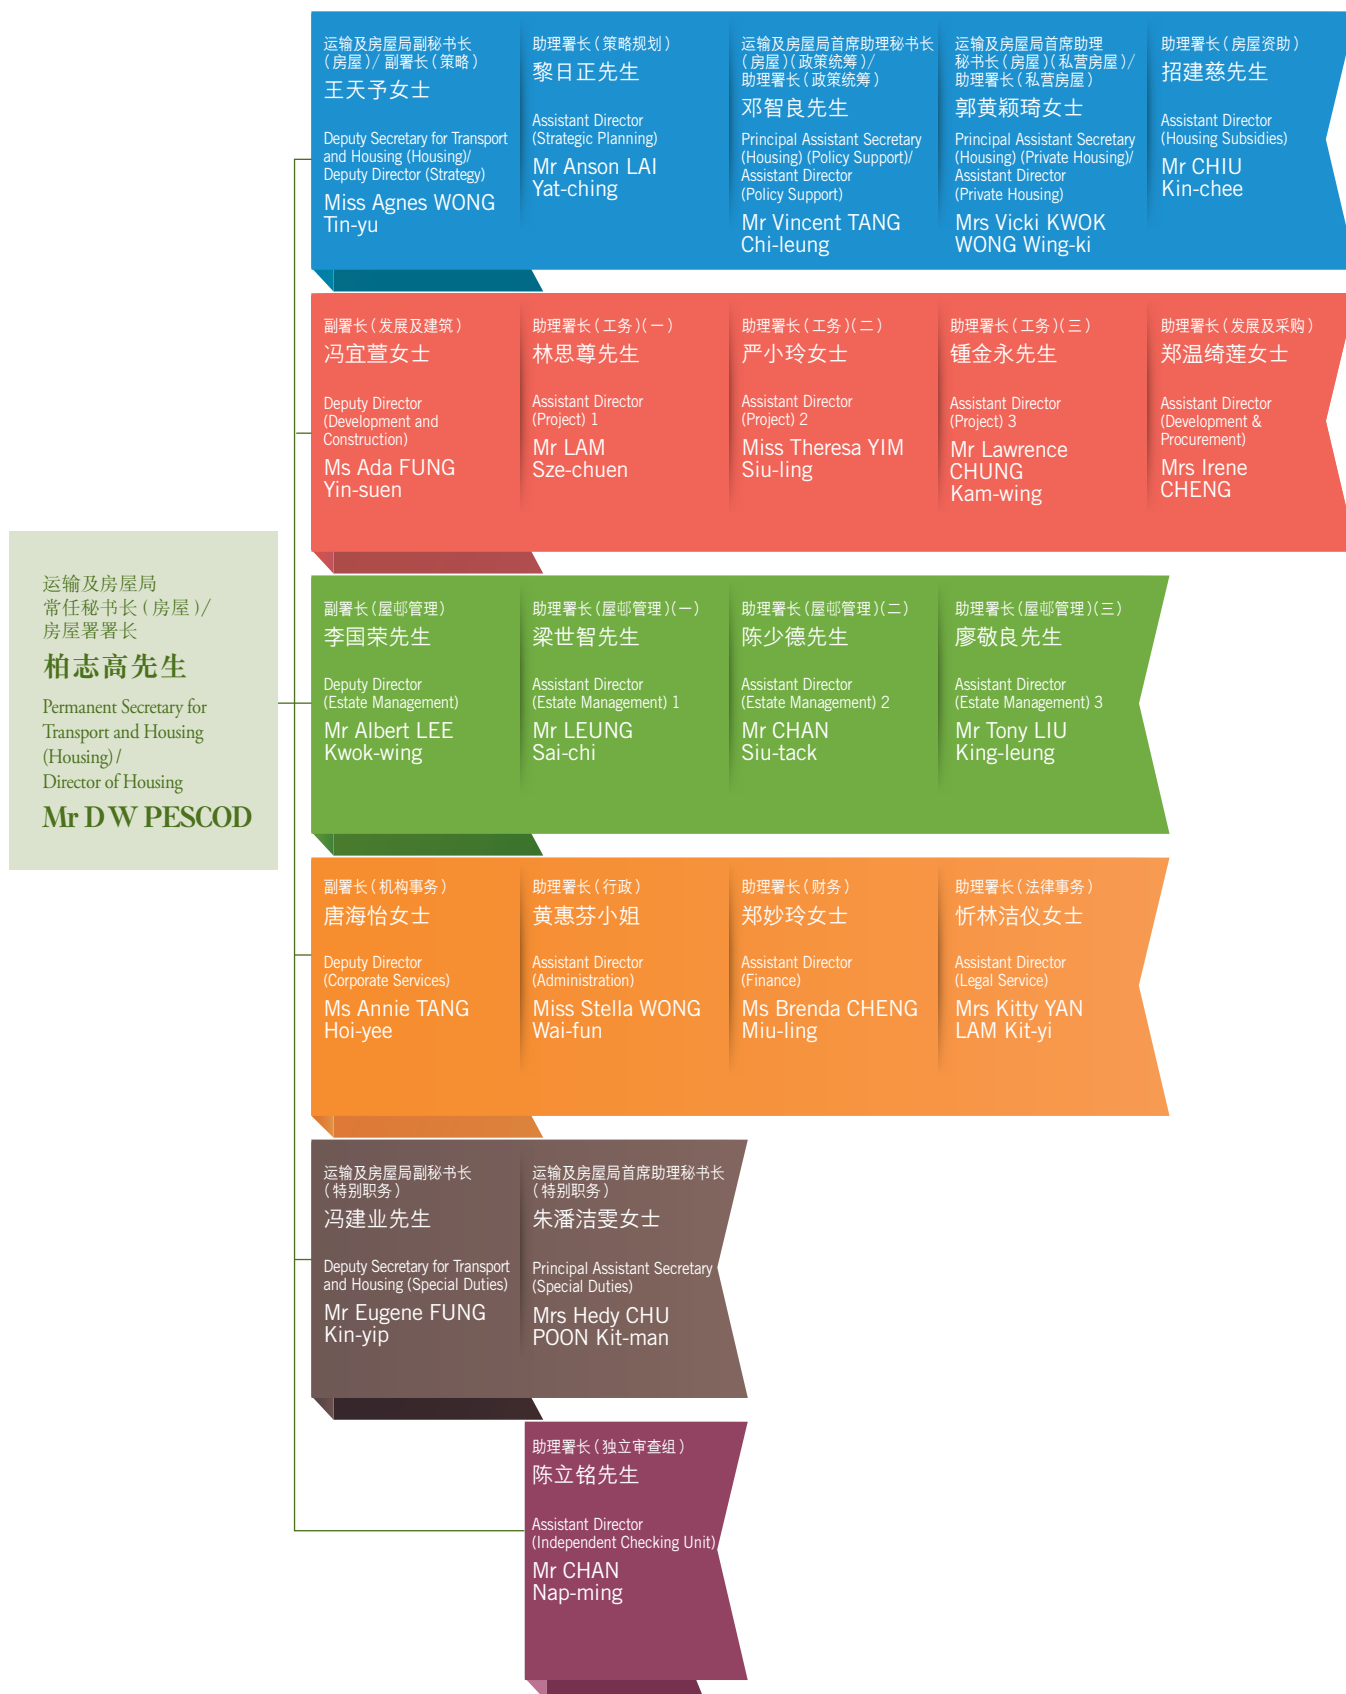 运输及房屋局
常任秘书长(房屋)/
房屋署署长
柏志高先生
Permanent Secretary for
Transport and Housing
(Housing) /
Director of Housing
Mr D W PESCOD
运输及房屋局副秘书长
(房屋)/ 副署长(策略)
王天予女士
Deputy Secretary for Transport
and Housing (Housing)/
Deputy Director (Strategy)
Miss Agnes WONG
Tin-yu
助理署长(策略规划)
黎日正先生
Assistant Director
(Strategic Planning)
Mr Anson LAI
Yat-ching
运输及房屋局首席助理秘书长
(房屋)(政策统筹)/
助理署长(政策统筹)
邓智良先生
Principal Assistant Secretary
(Housing) (Policy Support)/
Assistant Director
(Policy Support)
Mr Vincent TANG
Chi-leung
运输及房屋局首席助理
秘书长(房屋)(私营房屋)/
助理署长(私营房屋)
郭黄颖琦女士
Principal Assistant Secretary
(Housing) (Private Housing)/
Assistant Director
(Private Housing)
Mrs Vicki KWOK
WONG Wing-ki
助理署长(房屋资助)
招建慈先生
Assistant Director
(Housing Subsidies)
Mr CHIU
Kin-chee
副署长(发展及建筑)
冯宜萱女士
Deputy Director
(Development and
Construction)
Ms Ada FUNG
Yin-suen
助理署长(工务)(一)
林思尊先生
Assistant Director
(Project) 1
Mr LAM
Sze-chuen
助理署长(工务)(二)
严小玲女士
Assistant Director
(Project) 2
Miss Theresa YIM
Siu-ling
助理署长(工务)(三)
锺金永先生
Assistant Director
(Project) 3
Mr Lawrence
CHUNG
Kam-wing
助理署长(发展及采购)
郑温绮莲女士
Assistant Director
(Development &
Procurement)
Mrs Irene
CHENG
副署长(屋邨管理)
李国荣先生
Deputy Director
(Estate Management)
Mr Albert LEE
Kwok-wing
助理署长(屋邨管理)(一)
梁世智先生
Assistant Director
(Estate Management) 1
Mr LEUNG
Sai-chi
助理署长(屋邨管理)(二)
陈少德先生
Assistant Director
(Estate Management) 2
Mr CHAN
Siu-tack
助理署长(屋邨管理)(三)
廖敬良先生
Assistant Director
(Estate Management) 3
Mr Tony LIU
King-leung
副署长(机构事务)
唐海怡女士
Deputy Director
(Corporate Services)
Ms Annie TANG
Hoi-yee
助理署长(行政)
黄惠芬小姐
Assistant Director
(Administration)
Miss Stella WONG
Wai-fun
助理署长(财务)
郑妙玲女士
Assistant Director
(Finance)
Ms Brenda CHENG
Miu-ling
助理署长(法律事务)
忻林洁仪女士
Assistant Director
(Legal Service)
Mrs Kitty YAN
LAM Kit-yi
运输及房屋局副秘书长
(特别职务)
冯建业先生
Deputy Secretary for Transport
and Housing (Special Duties)
Mr Eugene FUNG
Kin-yip
运输及房屋局首席助理秘书长
(特别职务)
朱潘洁雯女士
Principal Assistant Secretary
(Special Duties)
Mrs Hedy CHU
POON Kit-man
助理署长(独立审查组)
陈立铭先生
Assistant Director
(Independent Checking Unit)
Mr CHAN
Nap-ming